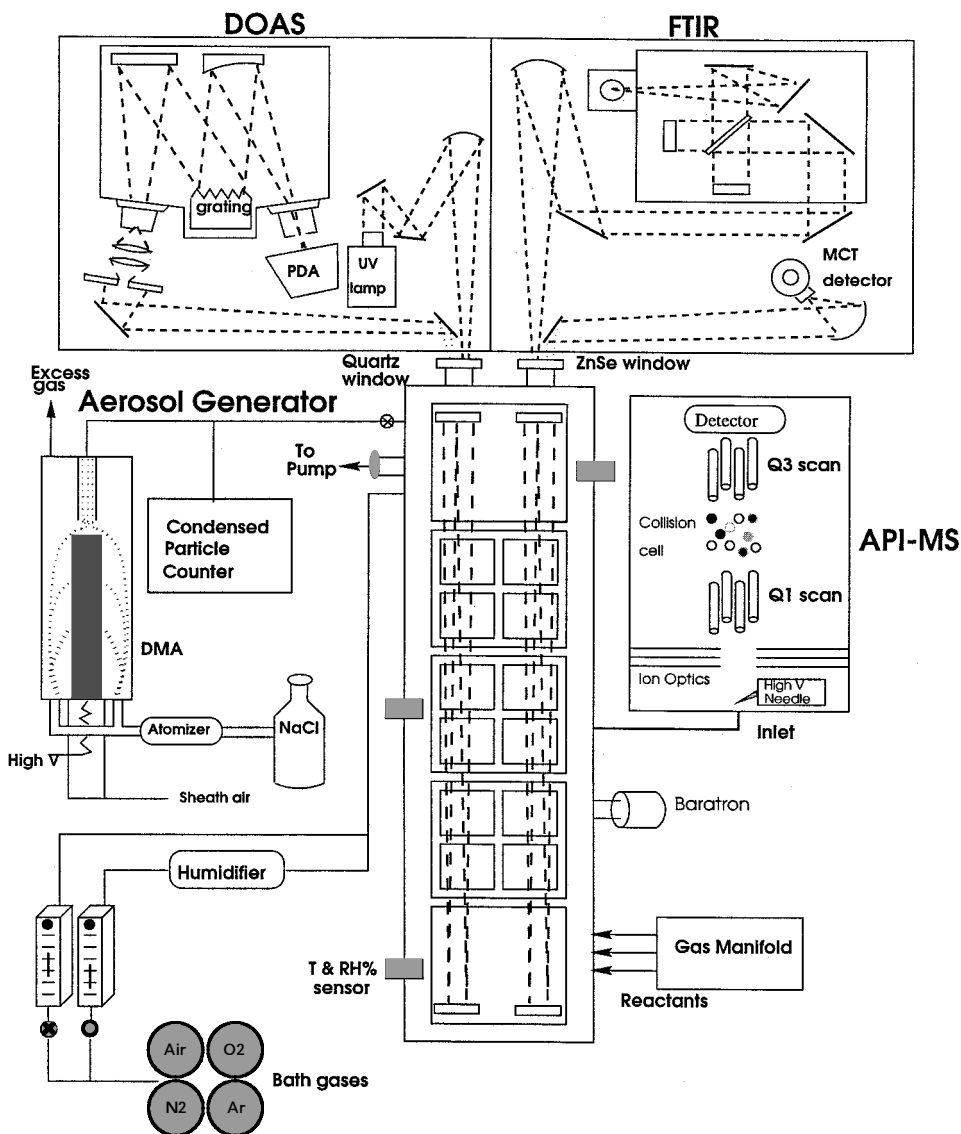 DOAS
FTIR
grating
PDA
UV
lamp
MCT
detector
Quartz
window
ZnSe window
Excess
gas
Aerosol Generator
To
Pump
Condensed
Particle
Counter
DMA
Atomizer
NaCl
High V
Sheath air
Detector
Q3 scan
Collision
cell
API-MS
Q1 scan
Ion Optics
High V
Needle
Inlet
Baratron
Humidifier
T & RH%
sensor
Gas Manifold
Reactants
Air
O2
N2
Ar
Bath gases